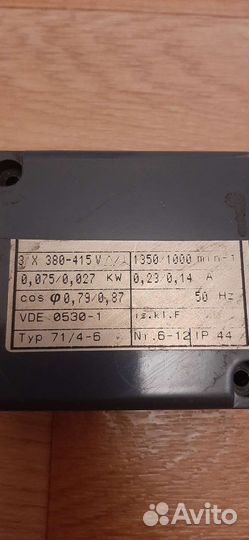 3 X 380-415 V △/⅄ 1350/1000 min-1
0,075/0,027 KW 0,23/0,14 A
cos φ 0,79/0,87 50 Hz
VDE 0530-1 is.kl.F
Typ 71/4-6 Nr.6-12 IP 44
Avito